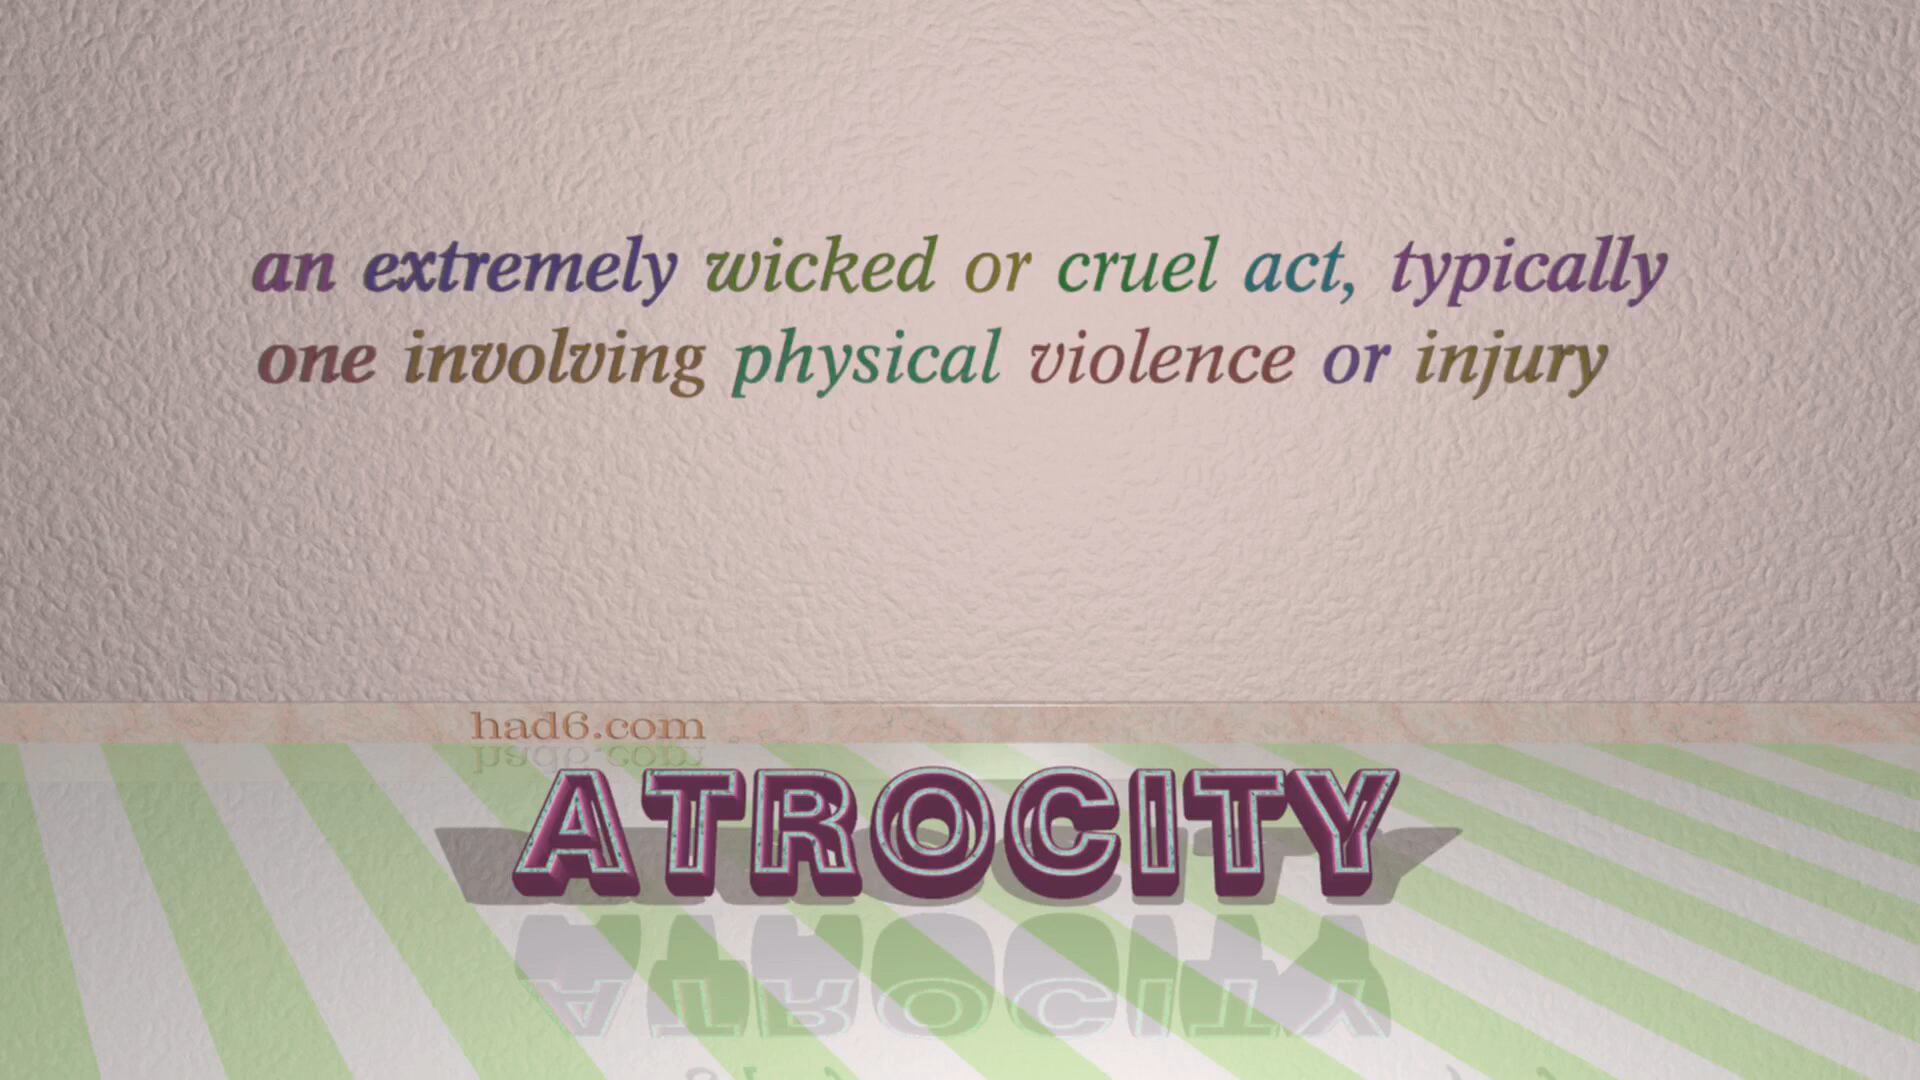 an extremely wicked or cruel act, typically
one involving physical violence or injury
had6.com
ATROCITY